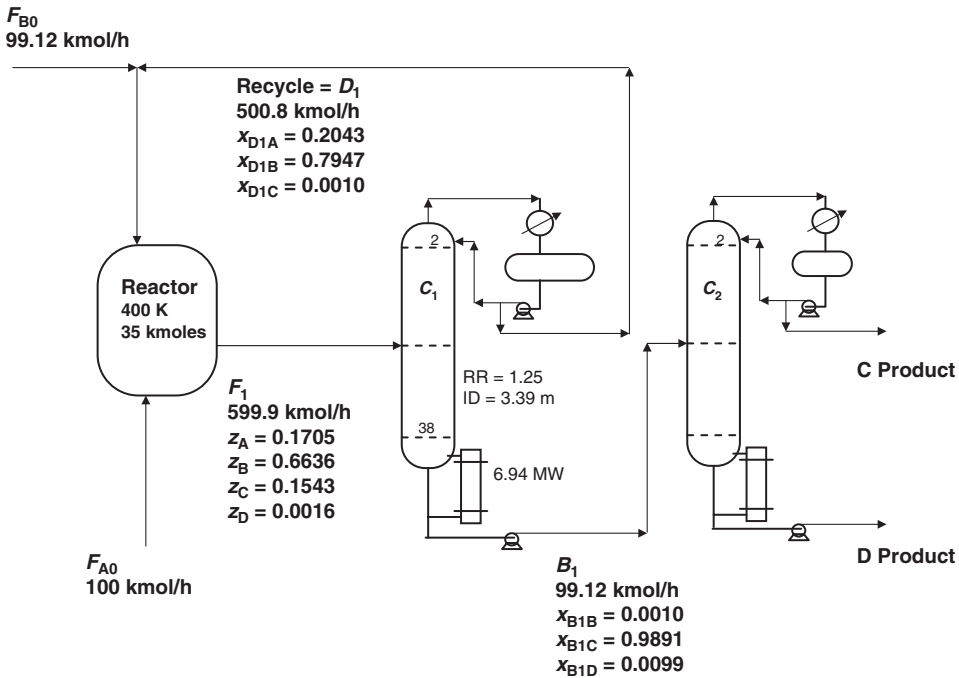 F_B0
99.12 kmol/h
Recycle = D_1
500.8 kmol/h
x_D1A = 0.2043
x_D1B = 0.7947
x_D1C = 0.0010
Reactor
400 K
35 kmoles
2
C_1
2
C_2
C Product
F_1
599.9 kmol/h
z_A = 0.1705
z_B = 0.6636
z_C = 0.1543
z_D = 0.0016
RR = 1.25
ID = 3.39 m
38
6.94 MW
F_A0
100 kmol/h
B_1
99.12 kmol/h
x_B1B = 0.0010
x_B1C = 0.9891
x_B1D = 0.0099
D Product